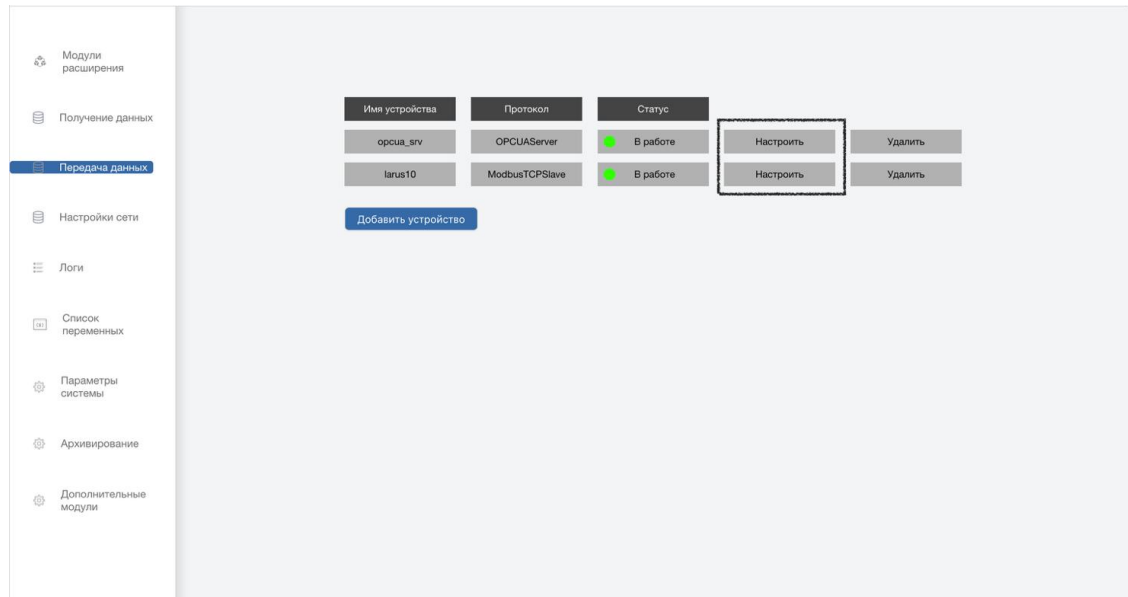 Модули
расширения
Получение данных
Передача данных
Настройки сети
Логи
Список
переменных
Параметры
системы
Архивирование
Дополнительные
модули
Имя устройства Протокол Статус
opcua_srv OPCUAServer В работе Настроить Удалить
larus10 ModbusTCPSlave В работе Настроить Удалить
Добавить устройство